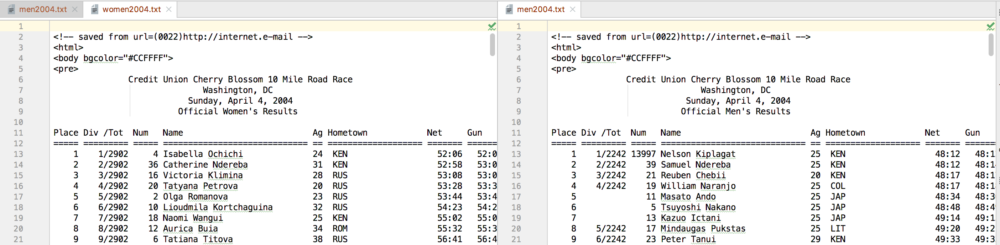 men2004.txt women2004.txt
1
2 <!-- saved from url=(0022)http://internet.e-mail -->
3 <html>
4 <body bgcolor="#CCFFFF">
5 <pre>
6 Credit Union Cherry Blossom 10 Mile Road Race
7 Washington, DC
8 Sunday, April 4, 2004
9 Official Women's Results
10
11 Place Div /Tot Num Name Ag Hometown Net Gun
12 ===== ========= ===== ============================= == =================== ======= ======
13 1 1/2902 4 Isabella Ochichi 24 KEN 52:06 52:0
14 2 2/2902 36 Catherine Ndereba 31 KEN 52:58 53:0
15 3 3/2902 16 Victoria Klimina 28 RUS 53:08 53:0
16 4 4/2902 20 Tatyana Petrova 20 RUS 53:28 53:3
17 5 5/2902 2 Olga Romanova 23 RUS 53:44 53:4
18 6 6/2902 10 Lioudmila Kortchaguina 32 RUS 54:23 54:2
19 7 7/2902 18 Naomi Wangui 25 KEN 55:02 55:0
20 8 8/2902 12 Aurica Buia 34 ROM 55:32 55:3
21 9 9/2902 6 Tatiana Titova 38 RUS 56:41 56:4
men2004.txt
1
2 <!-- saved from url=(0022)http://internet.e-mail -->
3 <html>
4 <body bgcolor="#CCFFFF">
5 <pre>
6 Credit Union Cherry Blossom 10 Mile Road Race
7 Washington, DC
8 Sunday, April 4, 2004
9 Official Men's Results
10
11 Place Div /Tot Num Name Ag Hometown Net Gun
12 ===== ========= ===== ============================= == =================== ======= ======
13 1 1/2242 13997 Nelson Kiplagat 25 KEN 48:12 48:1
14 2 2/2242 39 Samuel Ndereba 25 KEN 48:12 48:1
15 3 3/2242 21 Reuben Chebii 20 KEN 48:17 48:1
16 4 4/2242 19 William Naranjo 25 COL 48:17 48:1
17 5 11 Masato Ando 25 JAP 48:34 48:3
18 6 5 Tsuyoshi Nakano 25 JAP 48:48 48:4
19 7 13 Kazuo Ictani 25 JAP 49:14 49:1
20 8 5/2242 17 Mindaugas Pukstas 25 LIT 49:20 49:2
21 9 6/2242 23 Peter Tanui 29 KEN 49:33 49:3